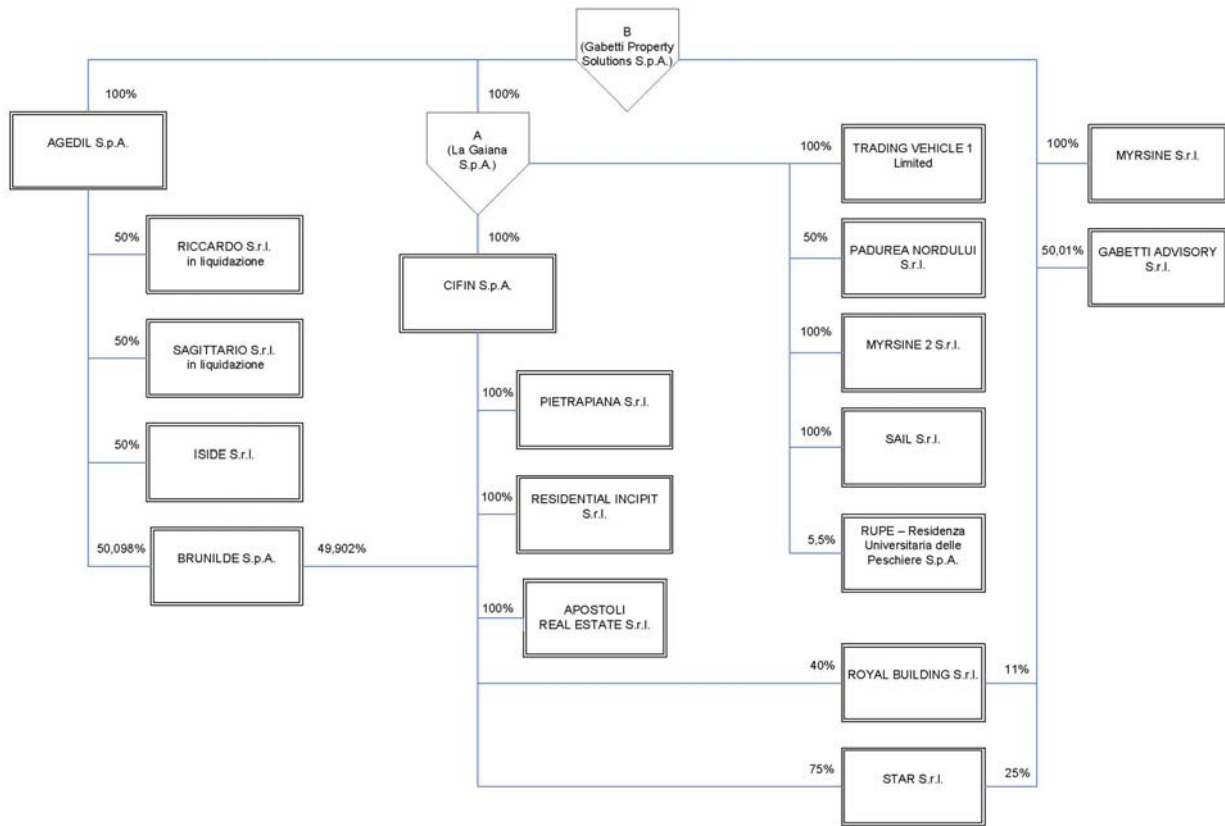 B
(Gabetti Property
Solutions S.p.A.)
100%
100%
AGEDIL S.p.A.
A
(La Gaiana
S.p.A.)
100%
TRADING VEHICLE 1
Limited
100%
MYRSINE S.r.l.
50%
RICCARDO S.r.l.
in liquidazione
100%
CIFIN S.p.A.
50%
PADUREA NORDULUI
S.r.l.
50,01%
GABETTI ADVISORY
S.r.l.
50%
SAGITTARIO S.r.l.
in liquidazione
100%
MYRSINE 2 S.r.l.
100%
PIETRAPIANA S.r.l.
50%
ISIDE S.r.l.
100%
SAIL S.r.l.
100%
RESIDENTIAL INCIPIT
S.r.l.
50,098%
BRUNILDE S.p.A.
49,902%
5,5%
RUPE – Residenza
Universitaria delle
Peschiere S.p.A.
100%
APOSTOLI
REAL ESTATE S.r.l.
40%
ROYAL BUILDING S.r.l.
11%
75%
STAR S.r.l.
25%